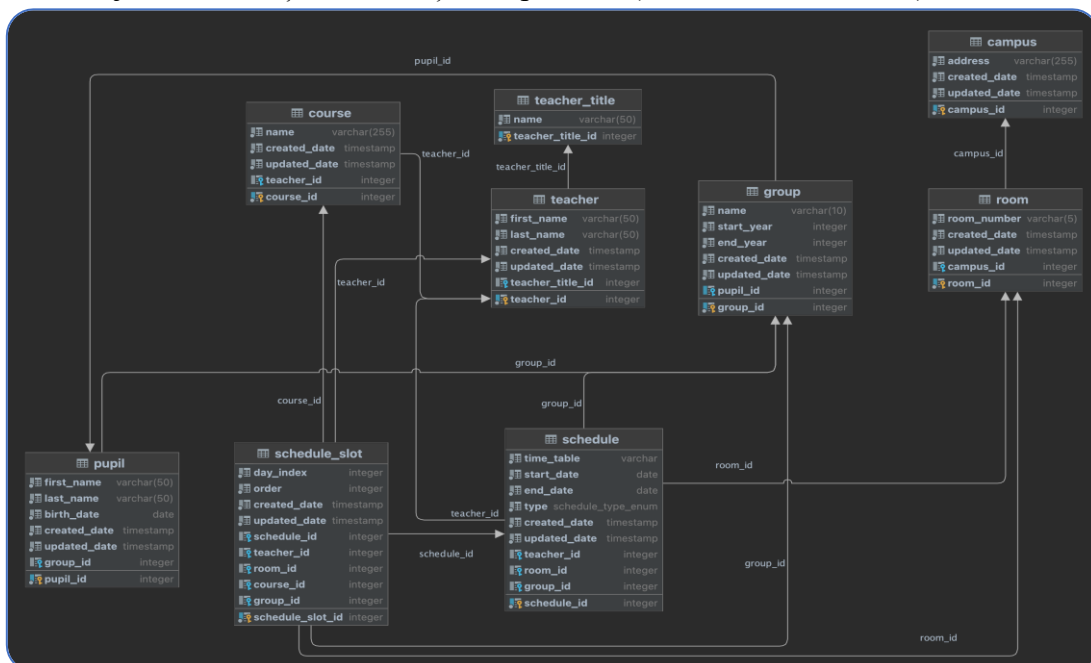 campus
address varchar(255)
created_date timestamp
updated_date timestamp
campus_id integer
pupil_id
teacher_title
name varchar(50)
teacher_title_id integer
course
name varchar(255)
created_date timestamp
updated_date timestamp
teacher_id integer
course_id integer
teacher_id
teacher_title_id
campus_id
teacher
first_name varchar(50)
last_name varchar(50)
created_date timestamp
updated_date timestamp
teacher_title_id integer
teacher_id integer
group
name varchar(10)
start_year integer
end_year integer
created_date timestamp
updated_date timestamp
pupil_id integer
group_id integer
room
room_number varchar(5)
created_date timestamp
updated_date timestamp
campus_id integer
room_id integer
teacher_id
group_id
course_id
group_id
pupil
first_name varchar(50)
last_name varchar(50)
birth_date date
created_date timestamp
updated_date timestamp
group_id integer
pupil_id integer
schedule_slot
day_index integer
order integer
created_date timestamp
updated_date timestamp
schedule_id integer
teacher_id integer
room_id integer
course_id integer
group_id integer
schedule_slot_id integer
schedule
time_table varchar
start_date date
end_date date
type schedule_type_enum
created_date timestamp
updated_date timestamp
teacher_id integer
room_id integer
group_id integer
schedule_id integer
room_id
teacher_id
schedule_id
group_id
room_id